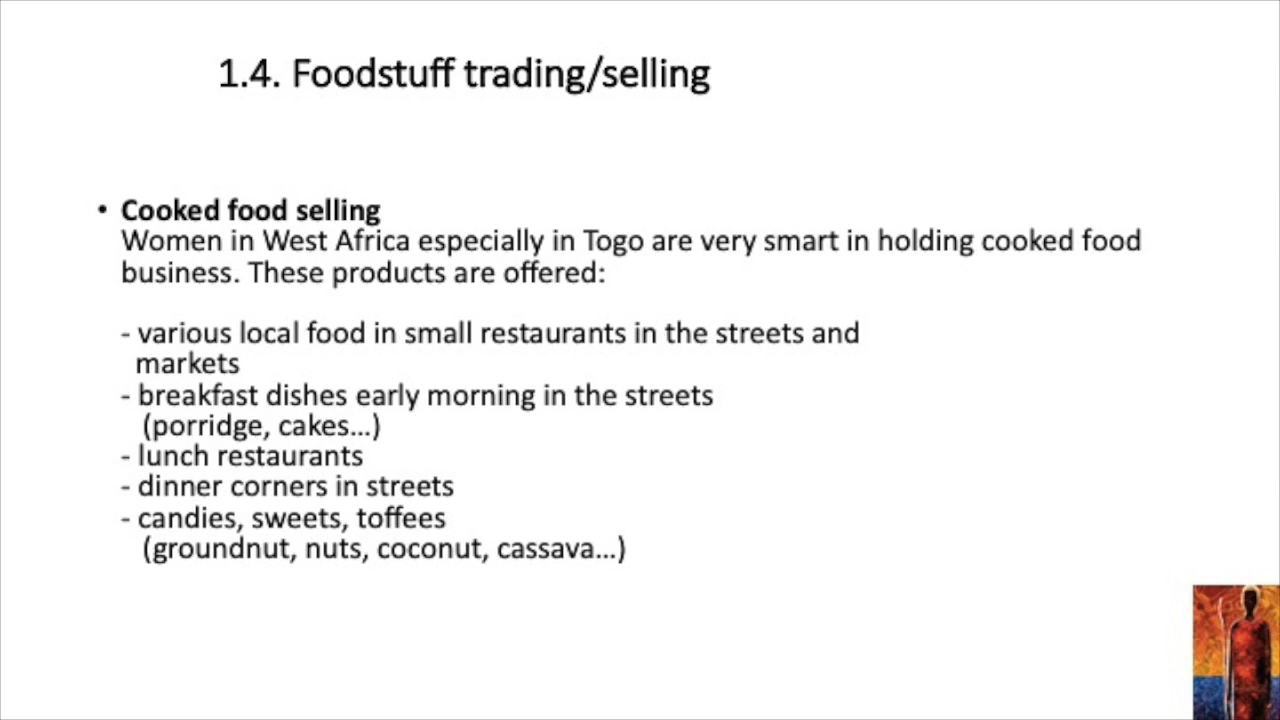 1.4. Foodstuff trading/selling
• Cooked food selling
Women in West Africa especially in Togo are very smart in holding cooked food
business. These products are offered:
- various local food in small restaurants in the streets and
markets
- breakfast dishes early morning in the streets
(porridge, cakes...)
- lunch restaurants
- dinner corners in streets
- candies, sweets, toffees
(groundnut, nuts, coconut, cassava...)